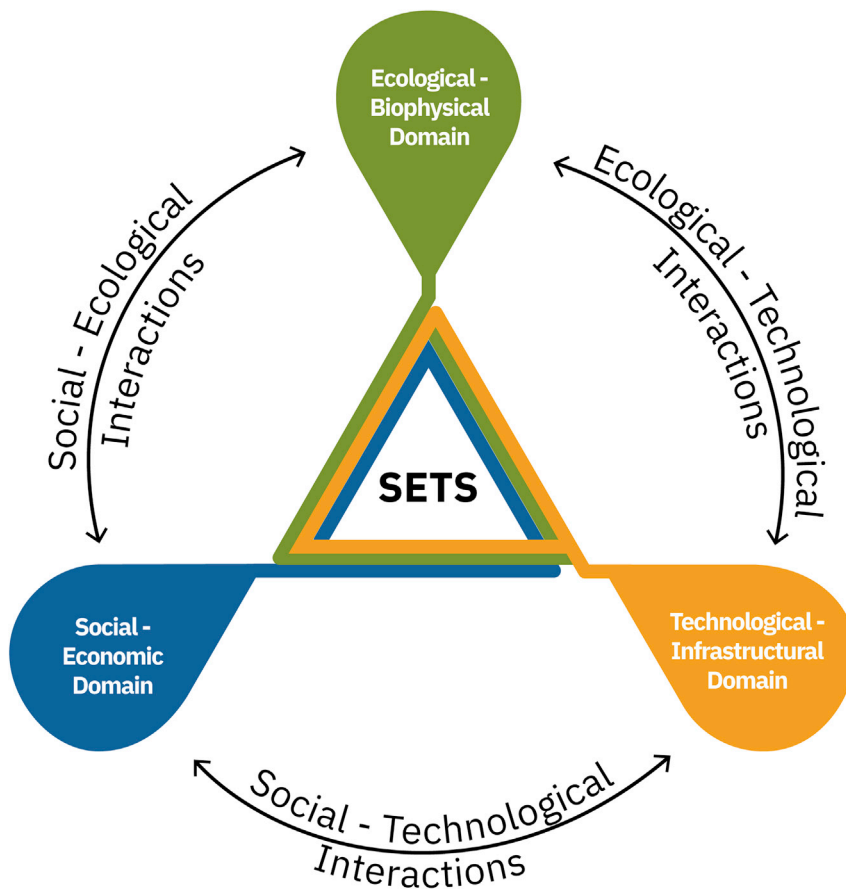 Ecological -
Biophysical
Domain
Social - Ecological
Interactions
Ecological - Technological
Interactions
SETS
Social -
Economic
Domain
Technological -
Infrastructural
Domain
Social - Technological
Interactions